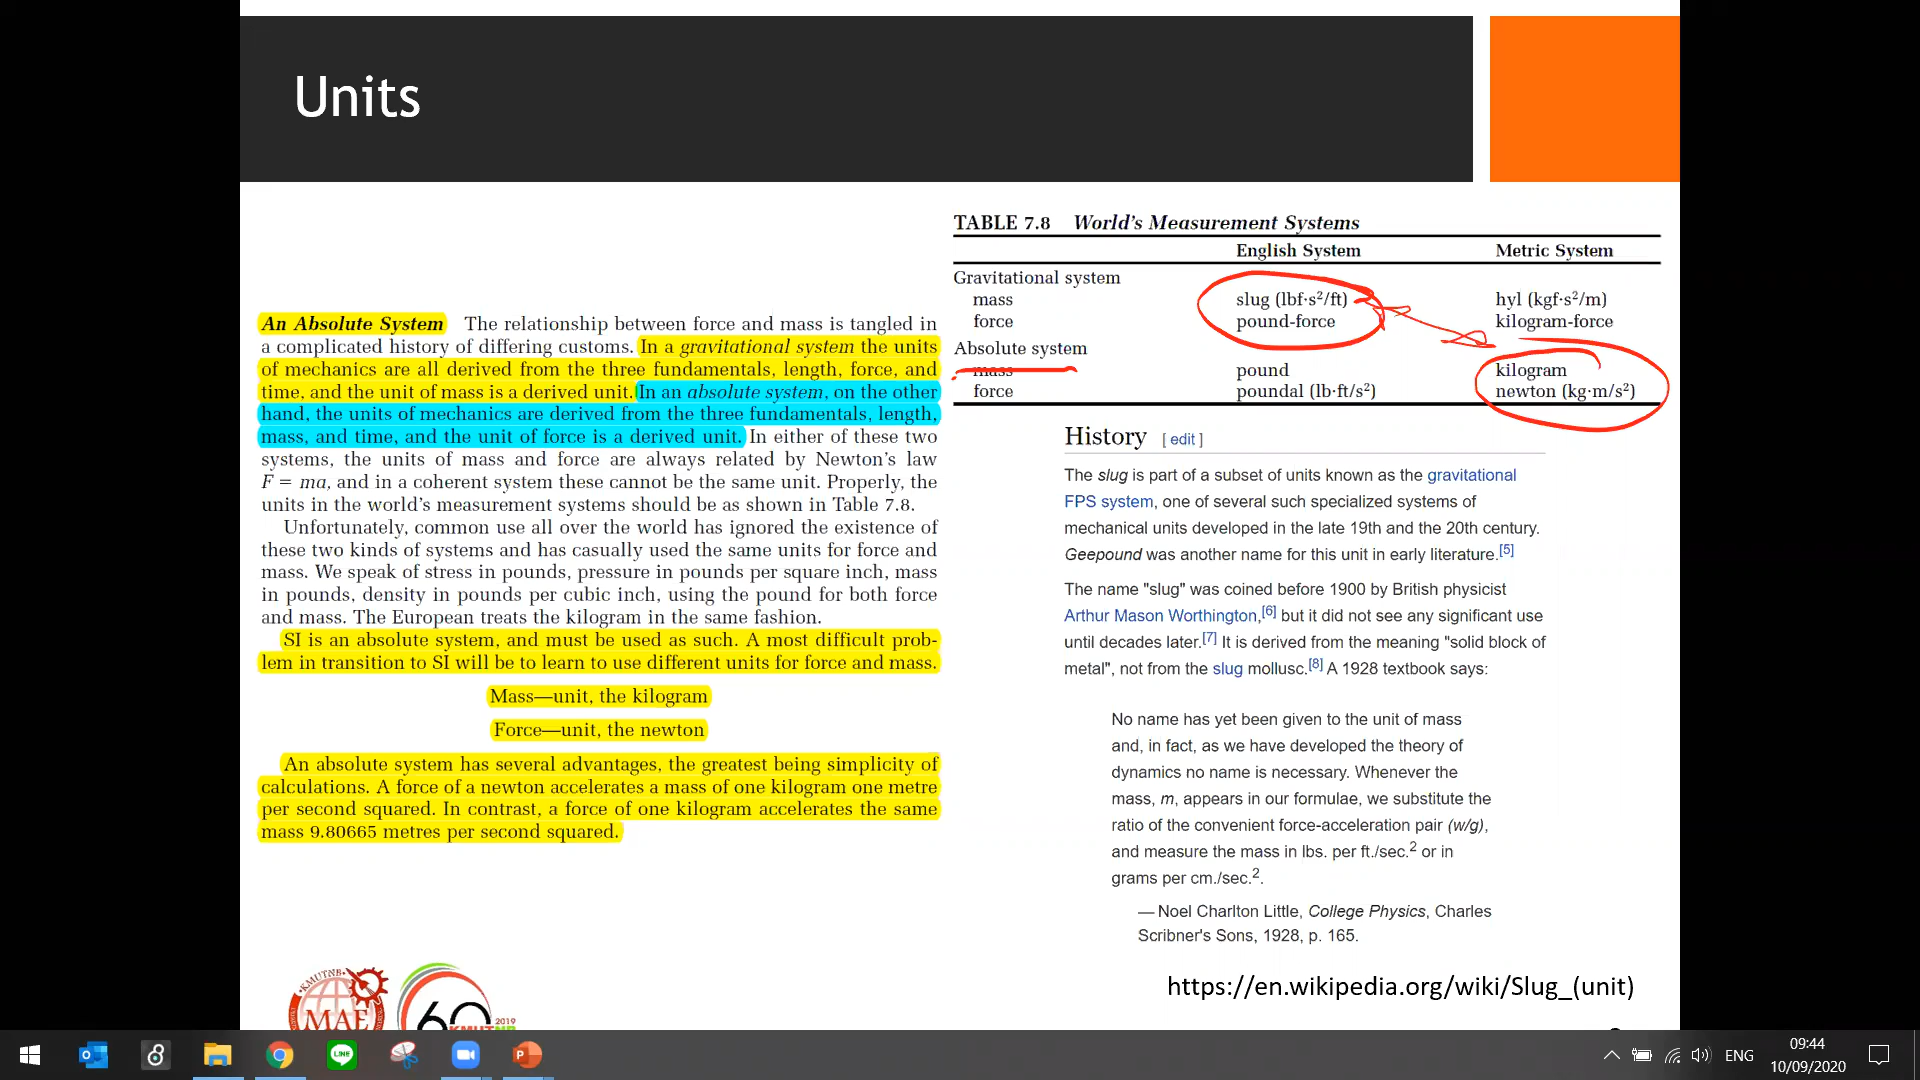 Units
An Absolute System The relationship between force and mass is tangled in
a complicated history of differing customs. In a gravitational system the units
of mechanics are all derived from the three fundamentals, length, force, and
time, and the unit of mass is a derived unit. In an absolute system, on the other
hand, the units of mechanics are derived from the three fundamentals, length,
mass, and time, and the unit of force is a derived unit. In either of these two
systems, the units of mass and force are always related by Newton's law
F = ma, and in a coherent system these cannot be the same unit. Properly, the
units in the world's measurement systems should be as shown in Table 7.8.
Unfortunately, common use all over the world has ignored the existence of
these two kinds of systems and has casually used the same units for force and
mass. We speak of stress in pounds, pressure in pounds per square inch, mass
in pounds, density in pounds per cubic inch, using the pound for both force
and mass. The European treats the kilogram in the same fashion.
SI is an absolute system, and must be used as such. A most difficult prob-
lem in transition to SI will be to learn to use different units for force and mass.
Mass—unit, the kilogram
Force—unit, the newton
An absolute system has several advantages, the greatest being simplicity of
calculations. A force of a newton accelerates a mass of one kilogram one metre
per second squared. In contrast, a force of one kilogram accelerates the same
mass 9.80665 metres per second squared.
TABLE 7.8 World's Measurement Systems
English System Metric System
Gravitational system
mass slug (lbf·s²/ft) hyl (kgf·s²/m)
force pound-force kilogram-force
Absolute system
mass pound kilogram
force poundal (lb·ft/s²) newton (kg·m/s²)
History [ edit ]
The slug is part of a subset of units known as the gravitational
FPS system, one of several such specialized systems of
mechanical units developed in the late 19th and the 20th century.
Geepound was another name for this unit in early literature.[5]
The name "slug" was coined before 1900 by British physicist
Arthur Mason Worthington,[6] but it did not see any significant use
until decades later.[7] It is derived from the meaning "solid block of
metal", not from the slug mollusc.[8] A 1928 textbook says:
No name has yet been given to the unit of mass
and, in fact, as we have developed the theory of
dynamics no name is necessary. Whenever the
mass, m, appears in our formulae, we substitute the
ratio of the convenient force-acceleration pair (w/g),
and measure the mass in lbs. per ft./sec.² or in
grams per cm./sec.².
— Noel Charlton Little, College Physics, Charles
Scribner's Sons, 1928, p. 165.
https://en.wikipedia.org/wiki/Slug_(unit)
KMUTNB
MAE
60
2019
LINE
ENG
09:44
10/09/2020